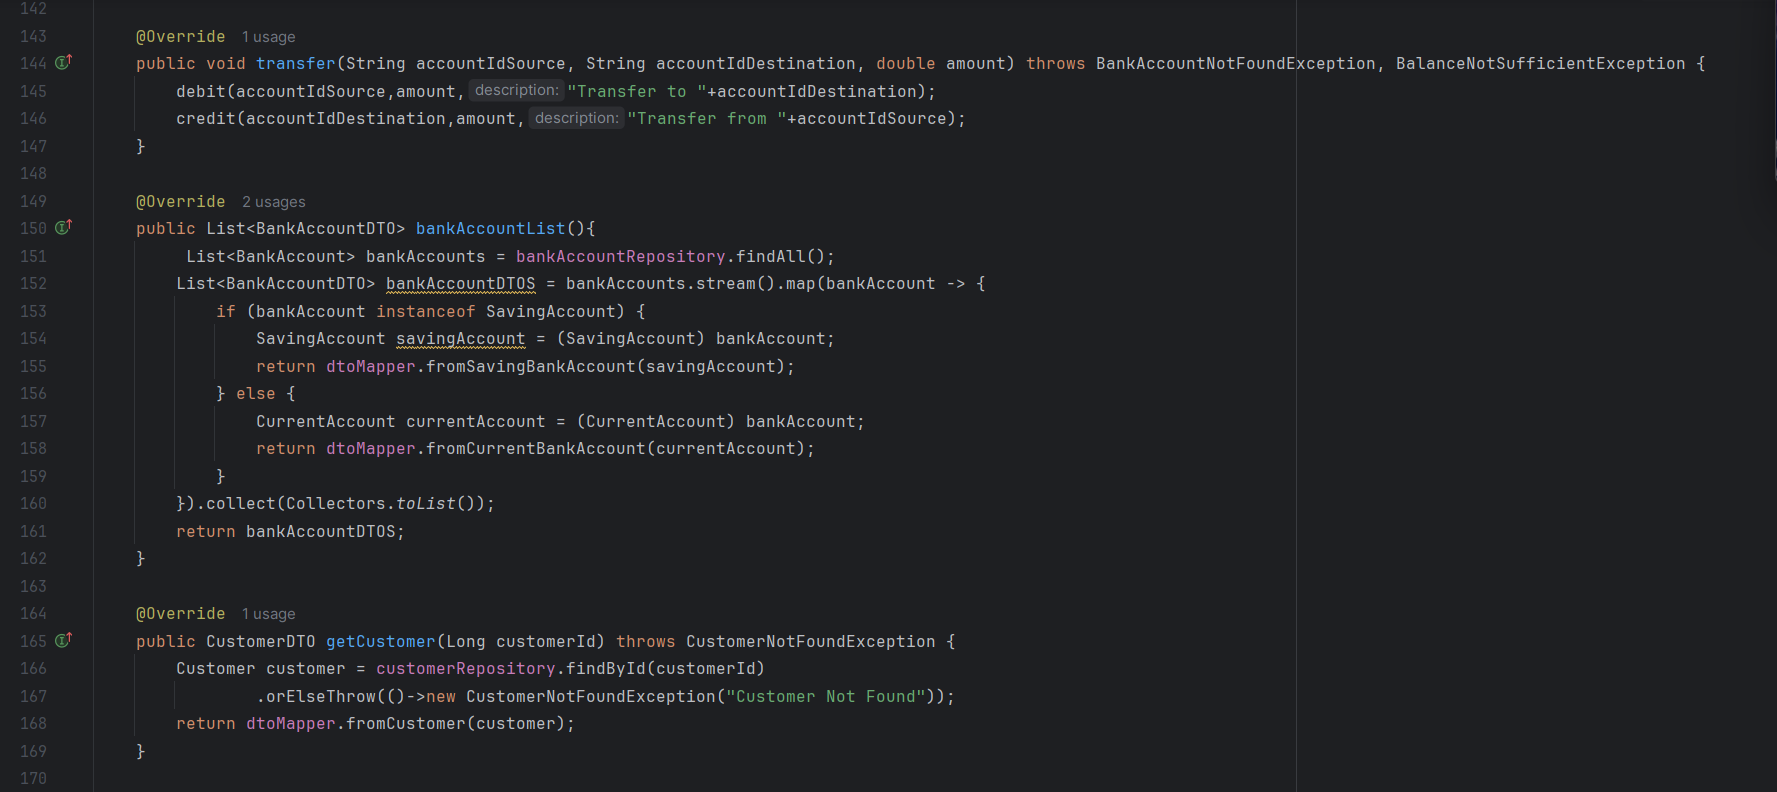 142
143 @Override 1 usage
144 public void transfer(String accountIdSource, String accountIdDestination, double amount) throws BankAccountNotFoundException, BalanceNotSufficientException {
145 debit(accountIdSource,amount, description: "Transfer to "+accountIdDestination);
146 credit(accountIdDestination,amount, description: "Transfer from "+accountIdSource);
147 }
148
149 @Override 2 usages
150 public List<BankAccountDTO> bankAccountList(){
151 List<BankAccount> bankAccounts = bankAccountRepository.findAll();
152 List<BankAccountDTO> bankAccountDTOS = bankAccounts.stream().map(bankAccount -> {
153 if (bankAccount instanceof SavingAccount) {
154 SavingAccount savingAccount = (SavingAccount) bankAccount;
155 return dtoMapper.fromSavingBankAccount(savingAccount);
156 } else {
157 CurrentAccount currentAccount = (CurrentAccount) bankAccount;
158 return dtoMapper.fromCurrentBankAccount(currentAccount);
159 }
160 }).collect(Collectors.toList());
161 return bankAccountDTOS;
162 }
163
164 @Override 1 usage
165 public CustomerDTO getCustomer(Long customerId) throws CustomerNotFoundException {
166 Customer customer = customerRepository.findById(customerId)
167 .orElseThrow(()->new CustomerNotFoundException("Customer Not Found"));
168 return dtoMapper.fromCustomer(customer);
169 }
170